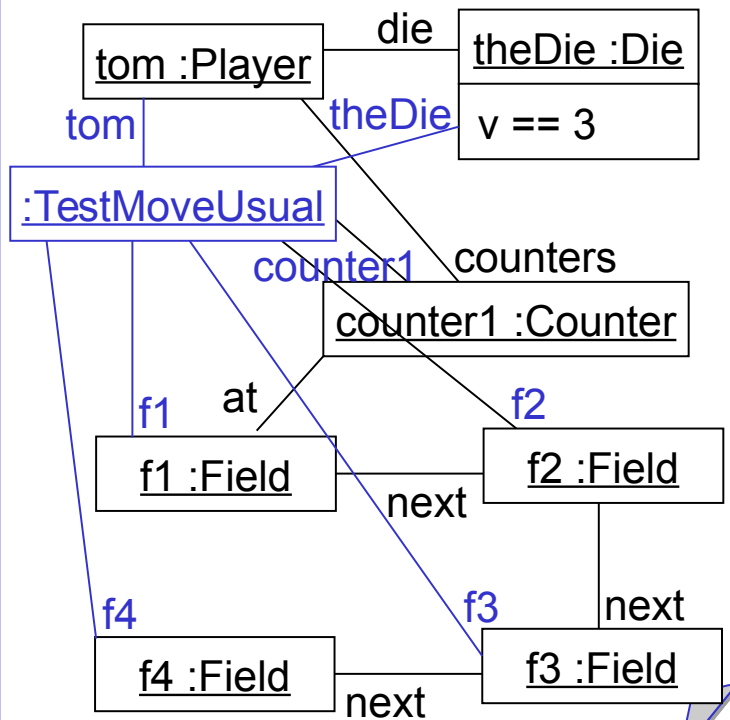 die
tom :Player
theDie :Die
tom
theDie
v == 3
:TestMoveUsual
counter1
counters
counter1 :Counter
at
f1
f2
f1 :Field
f2 :Field
next
f4
f3
next
f4 :Field
f3 :Field
next